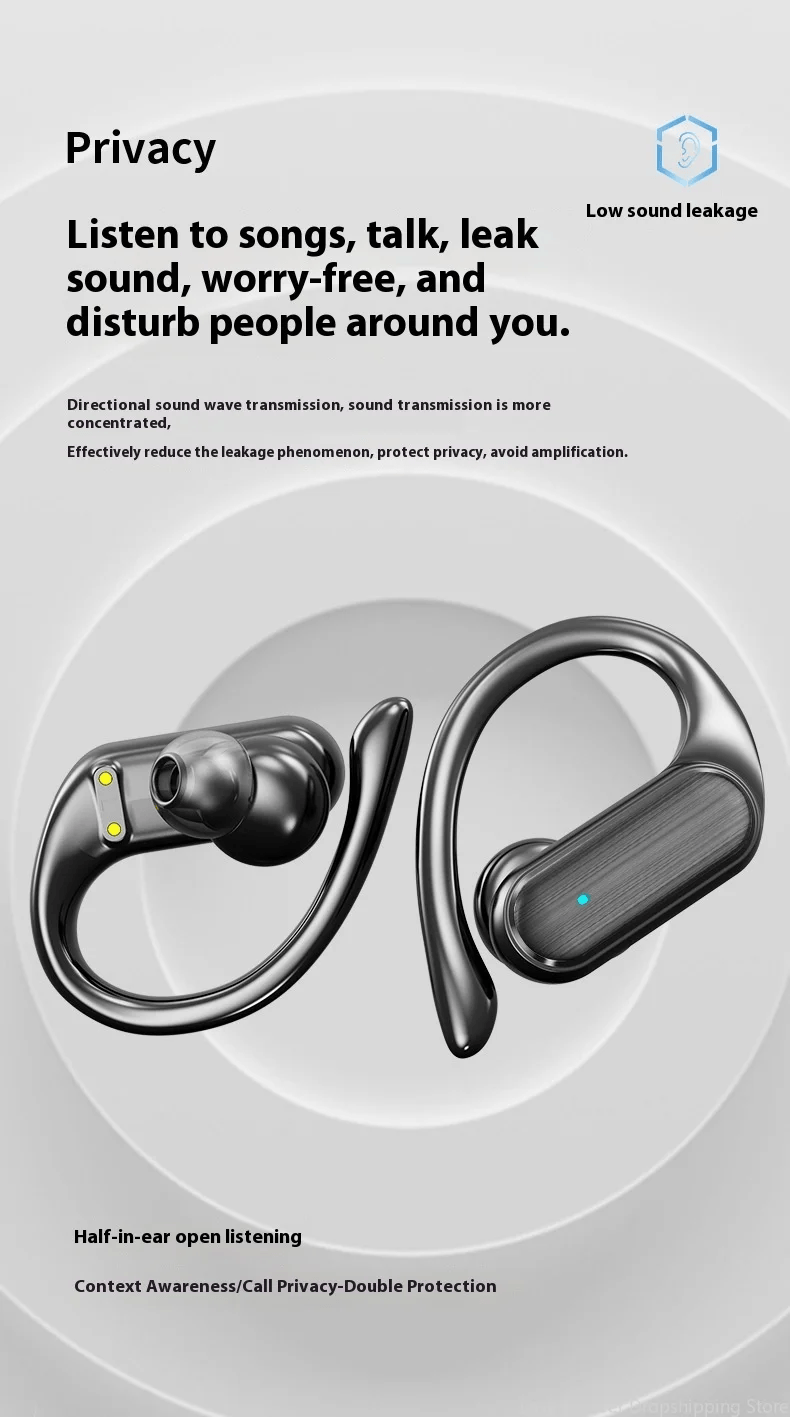 Privacy
Low sound leakage
Listen to songs, talk, leak
sound, worry-free, and
disturb people around you.
Directional sound wave transmission, sound transmission is more
concentrated,
Effectively reduce the leakage phenomenon, protect privacy, avoid amplification.
Half-in-ear open listening
Context Awareness/Call Privacy-Double Protection
Dropshipping Store